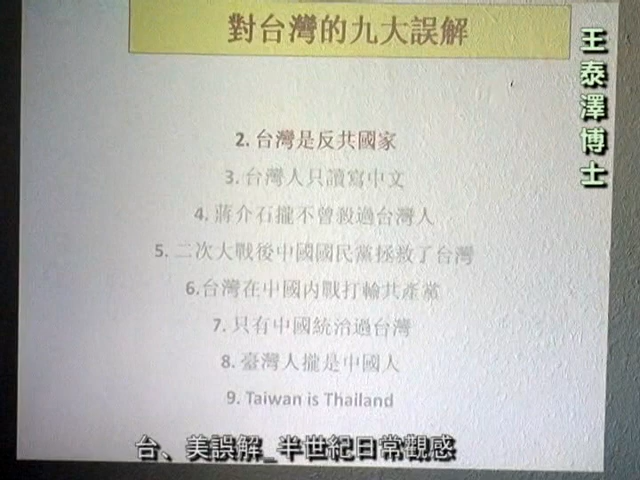 對台灣的九大誤解
王泰澤博士
2. 台灣是反共國家
3. 台灣人只讀寫中文
4. 蔣介石攏不曾殺過台灣人
5. 二次大戰後中國國民黨拯救了台灣
6.台灣在中國內戰打輸共產黨
7. 只有中國統治過台灣
8. 臺灣人攏是中國人
9. Taiwan is Thailand
台、美誤解_半世紀日常觀感